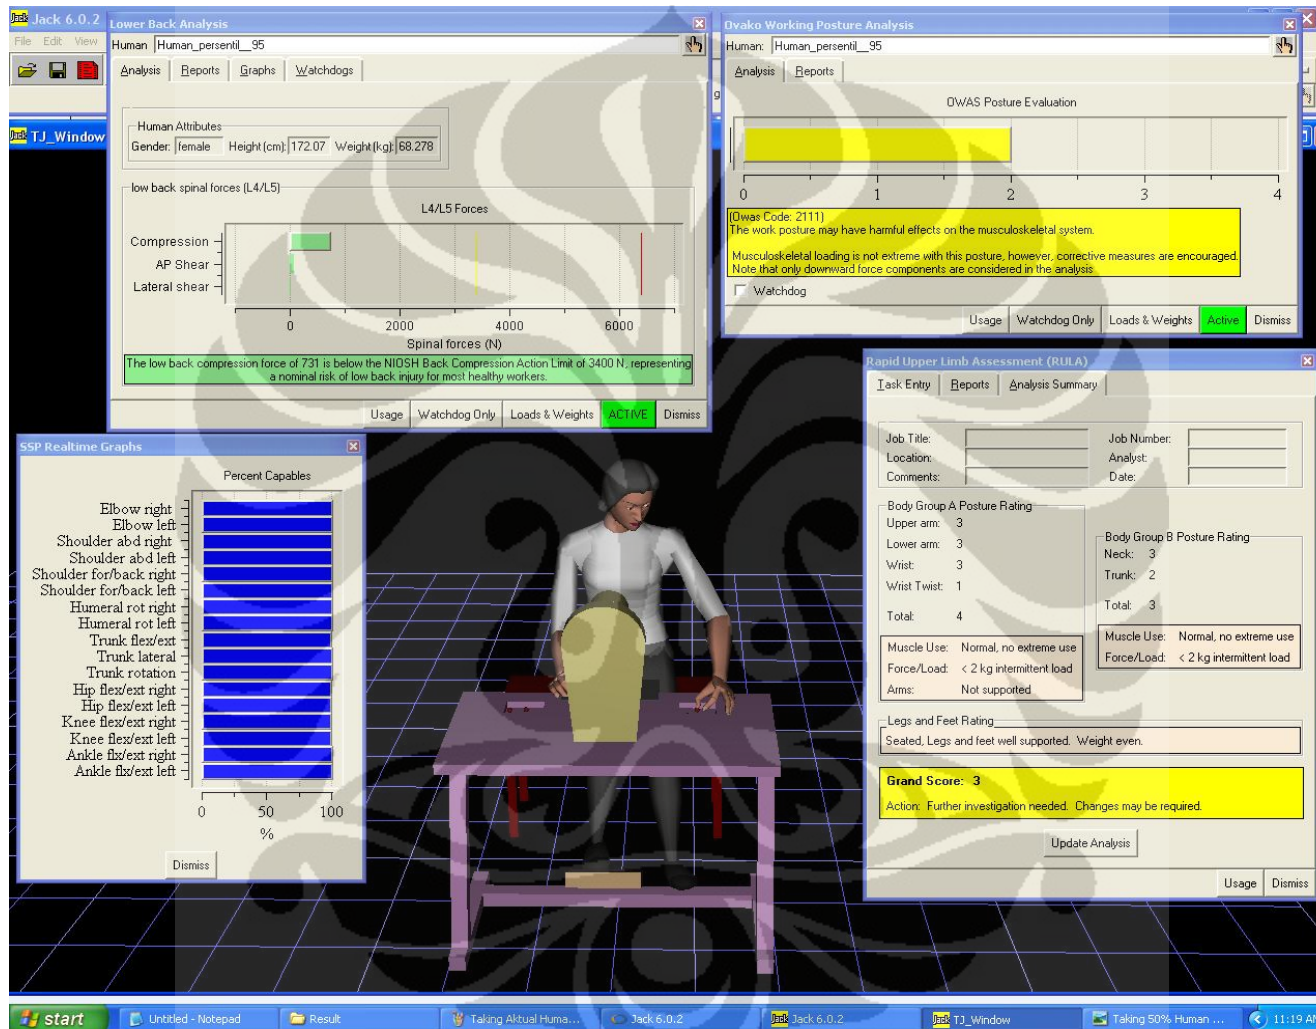 Jack 6.0.2
File Edit View
TJ_Window
Lower Back Analysis
Human Human_persentil__95
Analysis Reports Graphs Watchdogs
Human Attributes
Gender: female Height (cm): 172.07 Weight (kg): 68.278
low back spinal forces (L4/L5)
L4/L5 Forces
Compression
AP Shear
Lateral shear
0 2000 4000 6000
Spinal forces (N)
The low back compression force of 731 is below the NIOSH Back Compression Action Limit of 3400 N, representing
a nominal risk of low back injury for most healthy workers.
Usage Watchdog Only Loads & Weights ACTIVE Dismiss
Ovako Working Posture Analysis
Human: Human_persentil__95
Analysis Reports
OWAS Posture Evaluation
0 1 2 3 4
(Owas Code: 2111)
The work posture may have harmful effects on the musculoskeletal system.
Musculoskeletal loading is not extreme with this posture, however, corrective measures are encouraged.
Note that only downward force components are considered in the analysis
Watchdog
Usage Watchdog Only Loads & Weights Active Dismiss
SSP Realtime Graphs
Percent Capables
Elbow right
Elbow left
Shoulder abd right
Shoulder abd left
Shoulder for/back right
Shoulder for/back left
Humeral rot right
Humeral rot left
Trunk flex/ext
Trunk lateral
Trunk rotation
Hip flex/ext right
Hip flex/ext left
Knee flex/ext right
Knee flex/ext left
Ankle flx/ext right
Ankle flx/ext left
0 50 100
%
Dismiss
Rapid Upper Limb Assessment (RULA)
Task Entry Reports Analysis Summary
Job Title: Job Number:
Location: Analyst:
Comments: Date:
Body Group A Posture Rating
Upper arm: 3
Lower arm: 3
Wrist: 3
Wrist Twist: 1
Total: 4
Muscle Use: Normal, no extreme use
Force/Load: < 2 kg intermittent load
Arms: Not supported
Body Group B Posture Rating
Neck: 3
Trunk: 2
Total: 3
Muscle Use: Normal, no extreme use
Force/Load: < 2 kg intermittent load
Legs and Feet Rating
Seated, Legs and feet well supported. Weight even.
Grand Score: 3
Action: Further investigation needed. Changes may be required.
Update Analysis
Usage Dismiss
start Untitled - Notepad Result Taking Aktual Huma... Jack 6.0.2 Jack 6.0.2 TJ_Window Taking 50% Human ... 11:19 AM